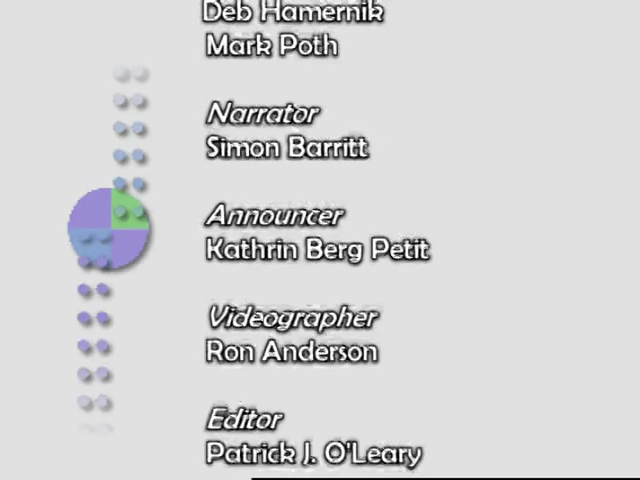 Deb Hamernik
Mark Poth
Narrator
Simon Barritt
Announcer
Kathrin Berg Petit
Videographer
Ron Anderson
Editor
Patrick J. O'Leary